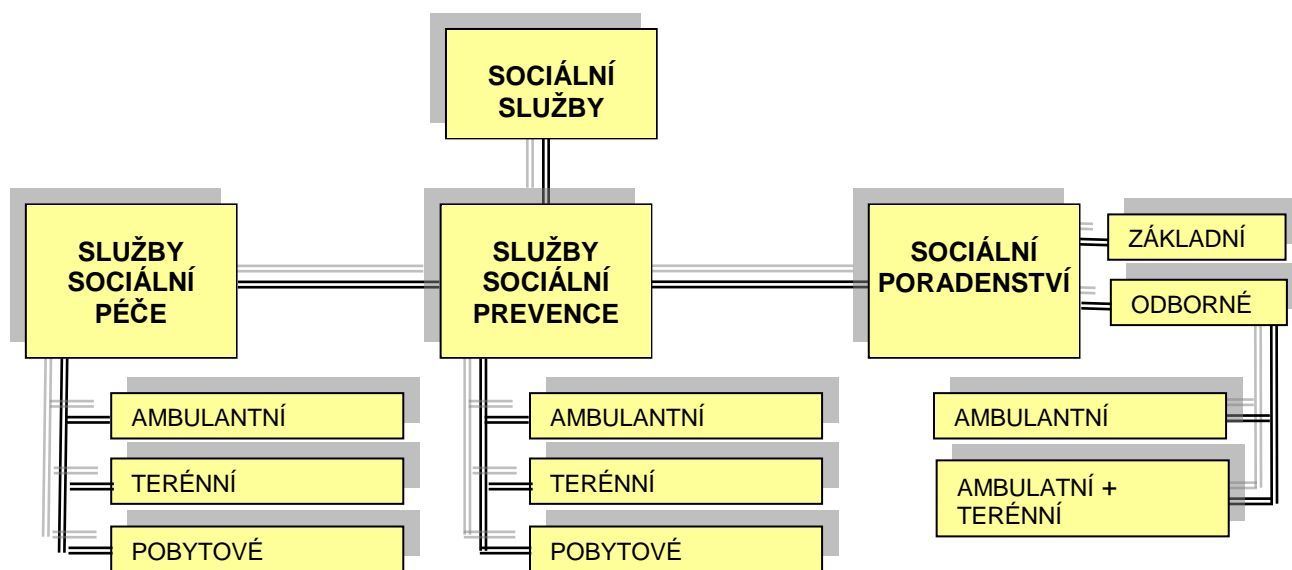 SOCIÁLNÍ
SLUŽBY
SLUŽBY
SOCIÁLNÍ
PÉČE
SLUŽBY
SOCIÁLNÍ
PREVENCE
SOCIÁLNÍ
PORADENSTVÍ
ZÁKLADNÍ
ODBORNÉ
AMBULANTNÍ
TERÉNNÍ
POBYTOVÉ
AMBULANTNÍ
TERÉNNÍ
POBYTOVÉ
AMBULANTNÍ
AMBULATNÍ +
TERÉNNÍ